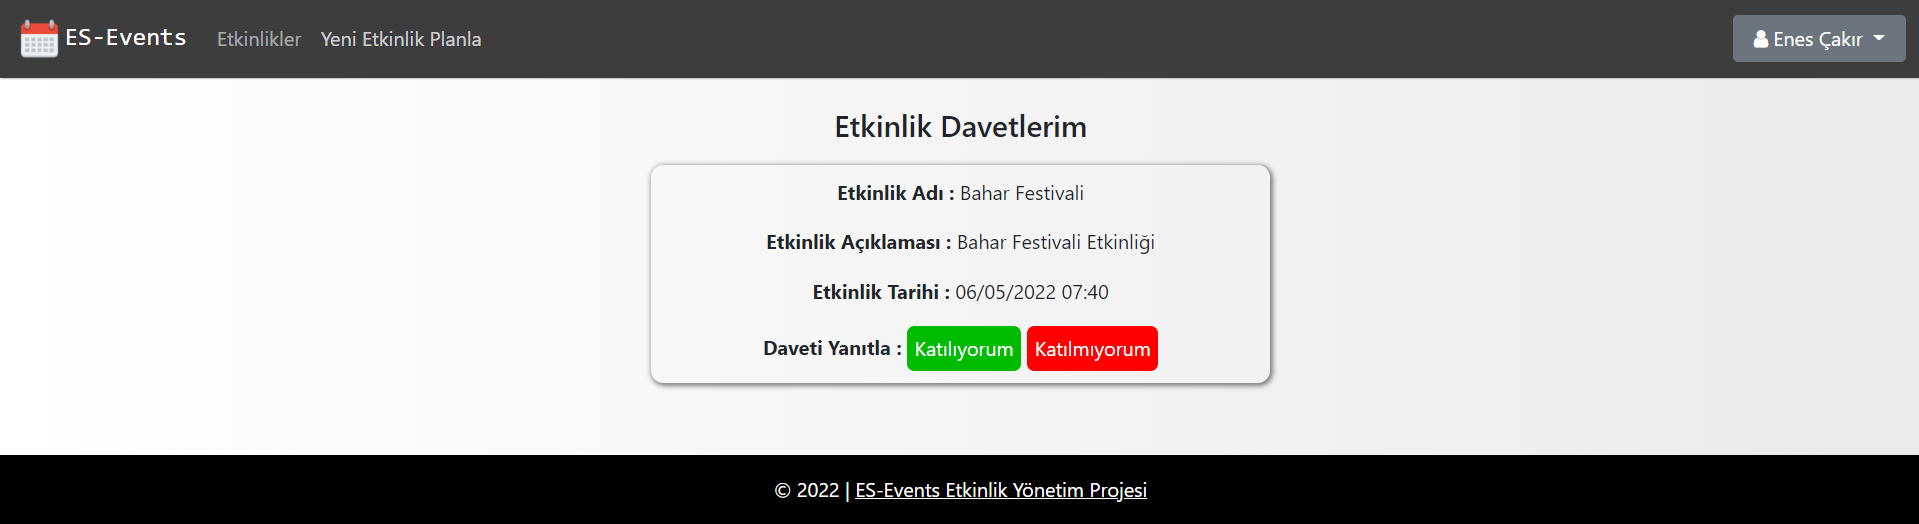 ES-Events Etkinlikler Yeni Etkinlik Planla Enes Çakır
Etkinlik Davetlerim
Etkinlik Adı : Bahar Festivali
Etkinlik Açıklaması : Bahar Festivali Etkinliği
Etkinlik Tarihi : 06/05/2022 07:40
Daveti Yanıtla : Katılıyorum Katılmıyorum
© 2022 | ES-Events Etkinlik Yönetim Projesi